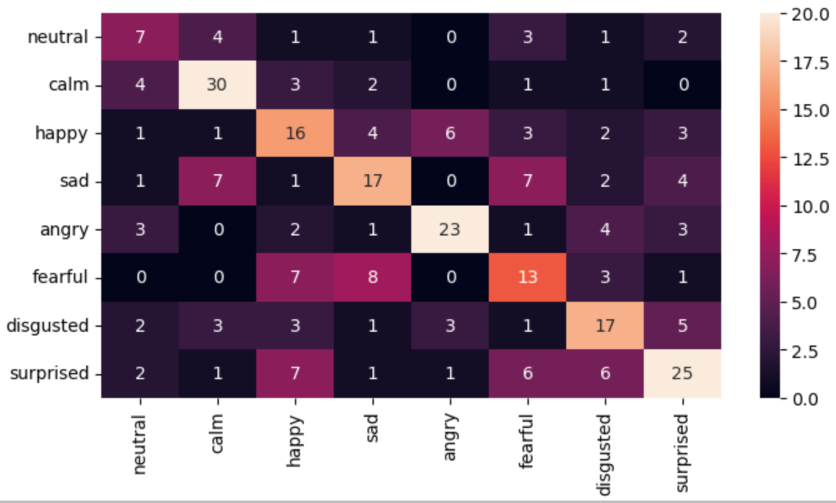 neutral 7 4 1 1 0 3 1 2
calm 4 30 3 2 0 1 1 0
happy 1 1 16 4 6 3 2 3
sad 1 7 1 17 0 7 2 4
angry 3 0 2 1 23 1 4 3
fearful 0 0 7 8 0 13 3 1
disgusted 2 3 3 1 3 1 17 5
surprised 2 1 7 1 1 6 6 25
neutral calm happy sad angry fearful disgusted surprised
20.0
17.5
15.0
12.5
10.0
7.5
5.0
2.5
0.0